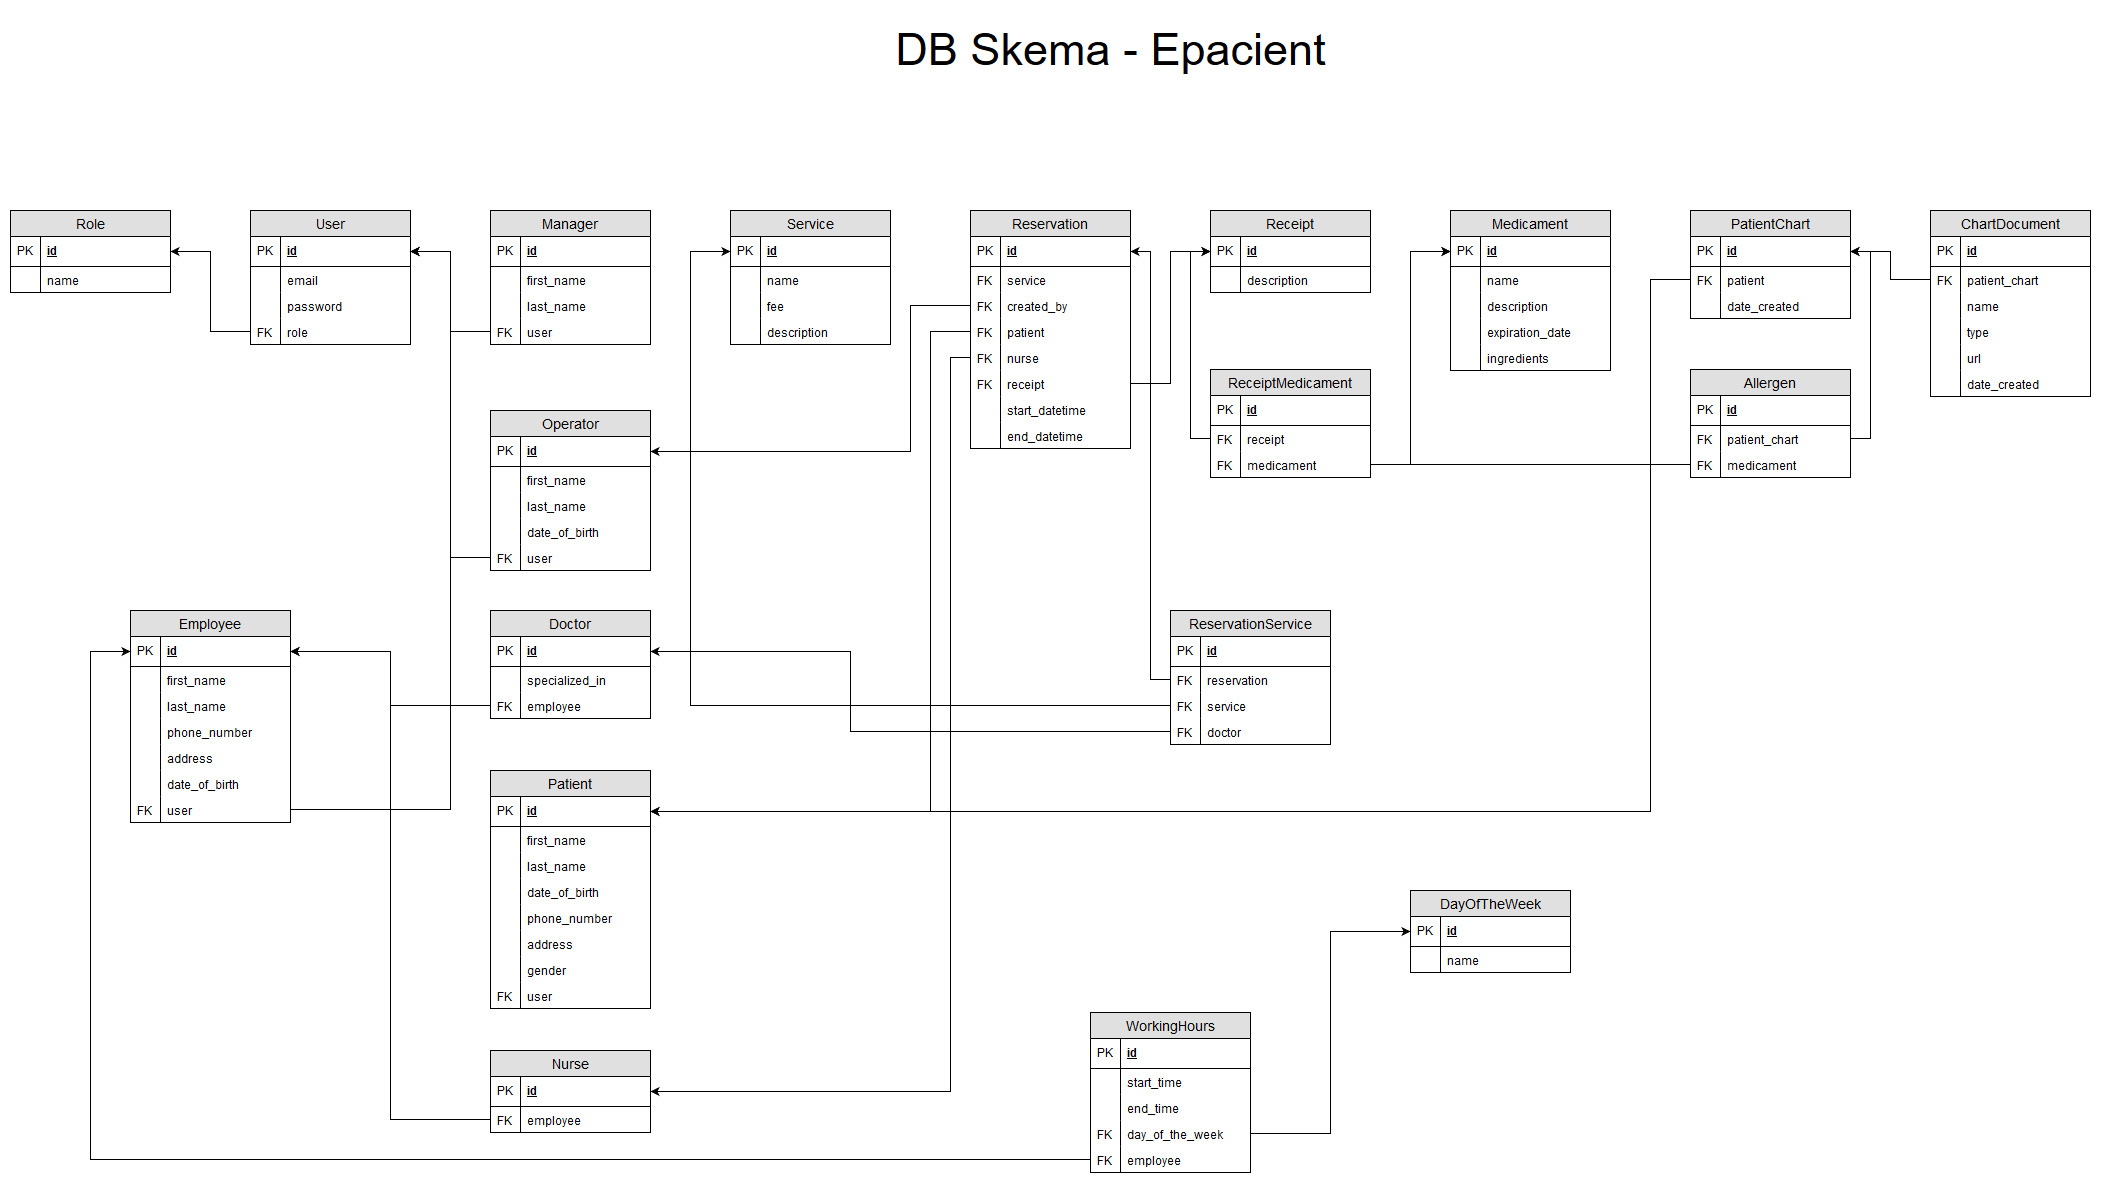 DB Skema - Epacient
Role
PK id
name
User
PK id
email
password
FK role
Manager
PK id
first_name
last_name
FK user
Service
PK id
name
fee
description
Reservation
PK id
FK service
FK created_by
FK patient
FK nurse
FK receipt
start_datetime
end_datetime
Receipt
PK id
description
Medicament
PK id
name
description
expiration_date
ingredients
PatientChart
PK id
FK patient
date_created
ChartDocument
PK id
FK patient_chart
name
type
url
date_created
ReceiptMedicament
PK id
FK receipt
FK medicament
Allergen
PK id
FK patient_chart
FK medicament
Operator
PK id
first_name
last_name
date_of_birth
FK user
Employee
PK id
first_name
last_name
phone_number
address
date_of_birth
FK user
Doctor
PK id
specialized_in
FK employee
ReservationService
PK id
FK reservation
FK service
FK doctor
Patient
PK id
first_name
last_name
date_of_birth
phone_number
address
gender
FK user
DayOfTheWeek
PK id
name
Nurse
PK id
FK employee
WorkingHours
PK id
start_time
end_time
FK day_of_the_week
FK employee